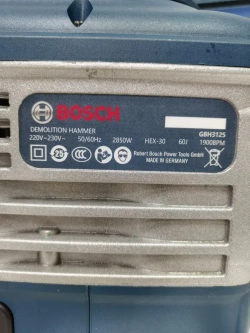 BOSCH
DEMOLITION HAMMER GBH3125
220V~230V~ 50/60Hz 2850W HEX-30 60J 1900BPM
25
Robert Bosch Power Tools GmbH
MADE IN GERMANY